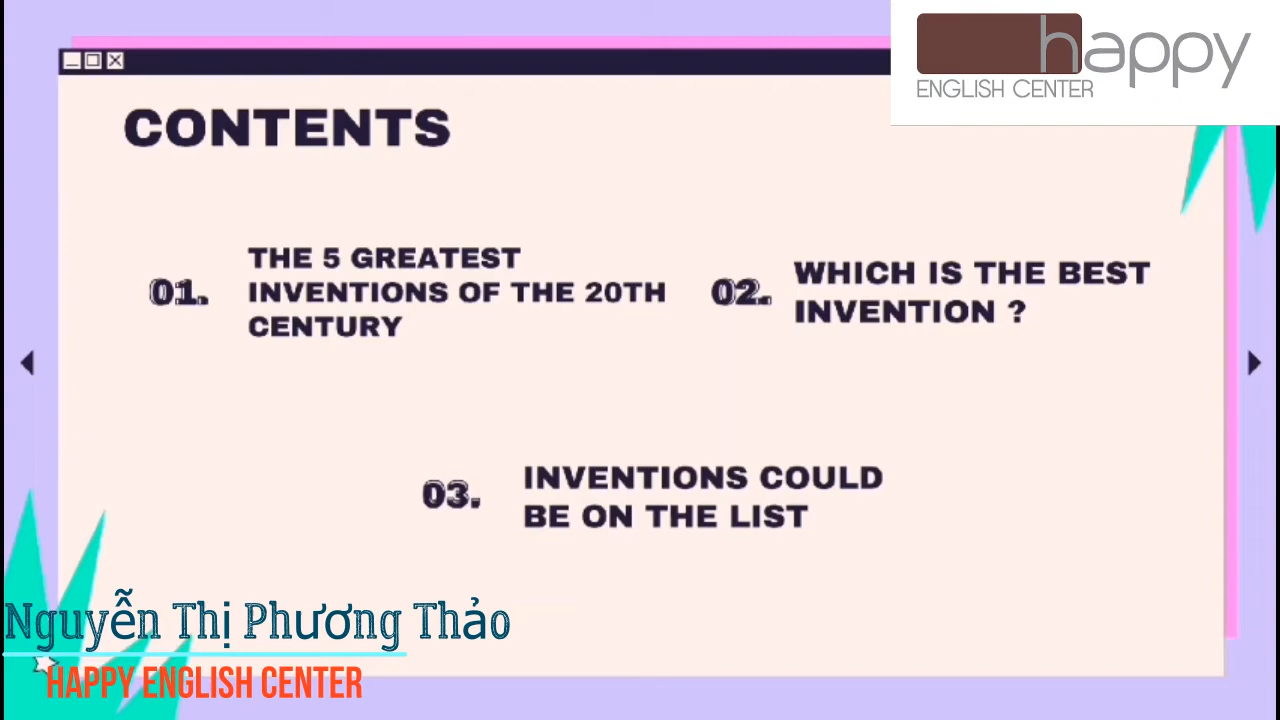 happy
ENGLISH CENTER
CONTENTS
01.
THE 5 GREATEST
INVENTIONS OF THE 20TH
CENTURY
02.
WHICH IS THE BEST
INVENTION ?
03.
INVENTIONS COULD
BE ON THE LIST
Nguyễn Thị Phương Thảo
HAPPY ENGLISH CENTER